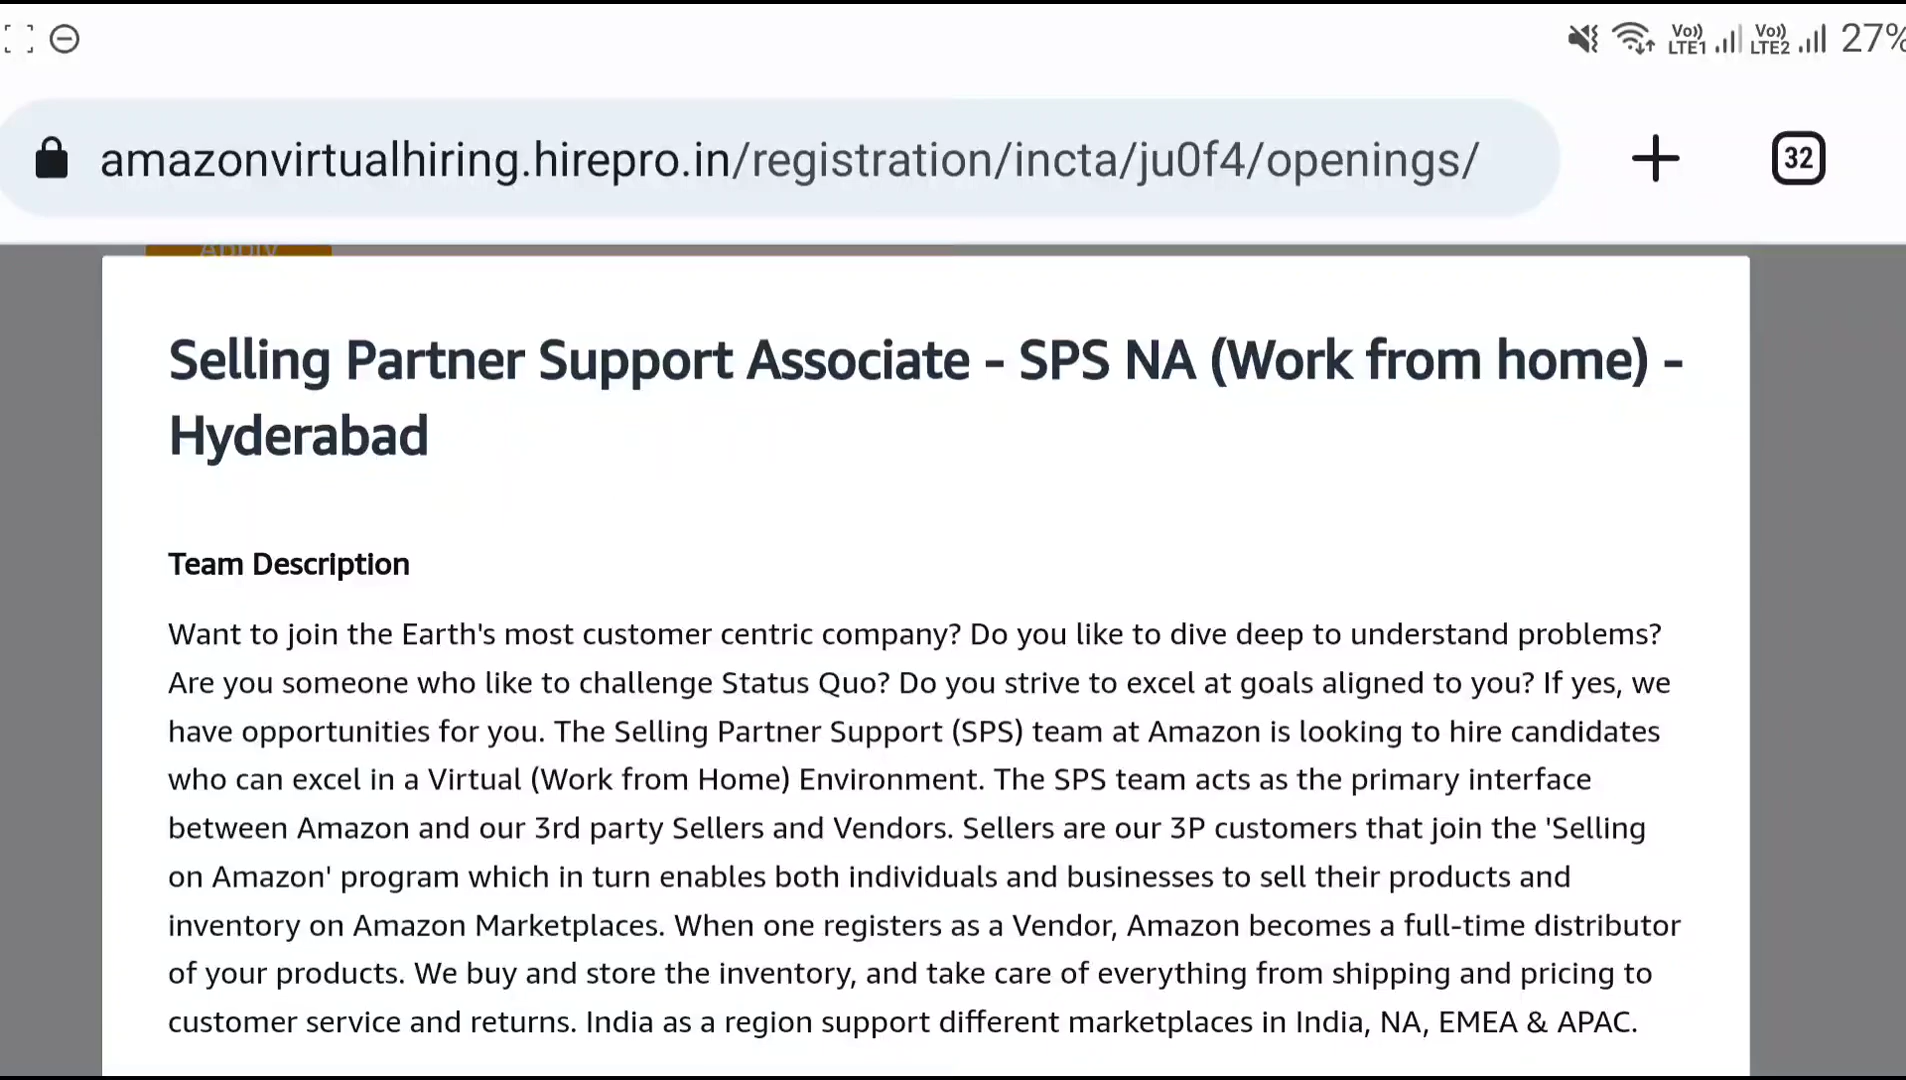 Vo)) LTE1 Vo)) LTE2 27%
amazonvirtualhiring.hirepro.in/registration/incta/ju0f4/openings/
32
Apply
Selling Partner Support Associate - SPS NA (Work from home) -
Hyderabad
Team Description
Want to join the Earth's most customer centric company? Do you like to dive deep to understand problems?
Are you someone who like to challenge Status Quo? Do you strive to excel at goals aligned to you? If yes, we
have opportunities for you. The Selling Partner Support (SPS) team at Amazon is looking to hire candidates
who can excel in a Virtual (Work from Home) Environment. The SPS team acts as the primary interface
between Amazon and our 3rd party Sellers and Vendors. Sellers are our 3P customers that join the 'Selling
on Amazon' program which in turn enables both individuals and businesses to sell their products and
inventory on Amazon Marketplaces. When one registers as a Vendor, Amazon becomes a full-time distributor
of your products. We buy and store the inventory, and take care of everything from shipping and pricing to
customer service and returns. India as a region support different marketplaces in India, NA, EMEA & APAC.